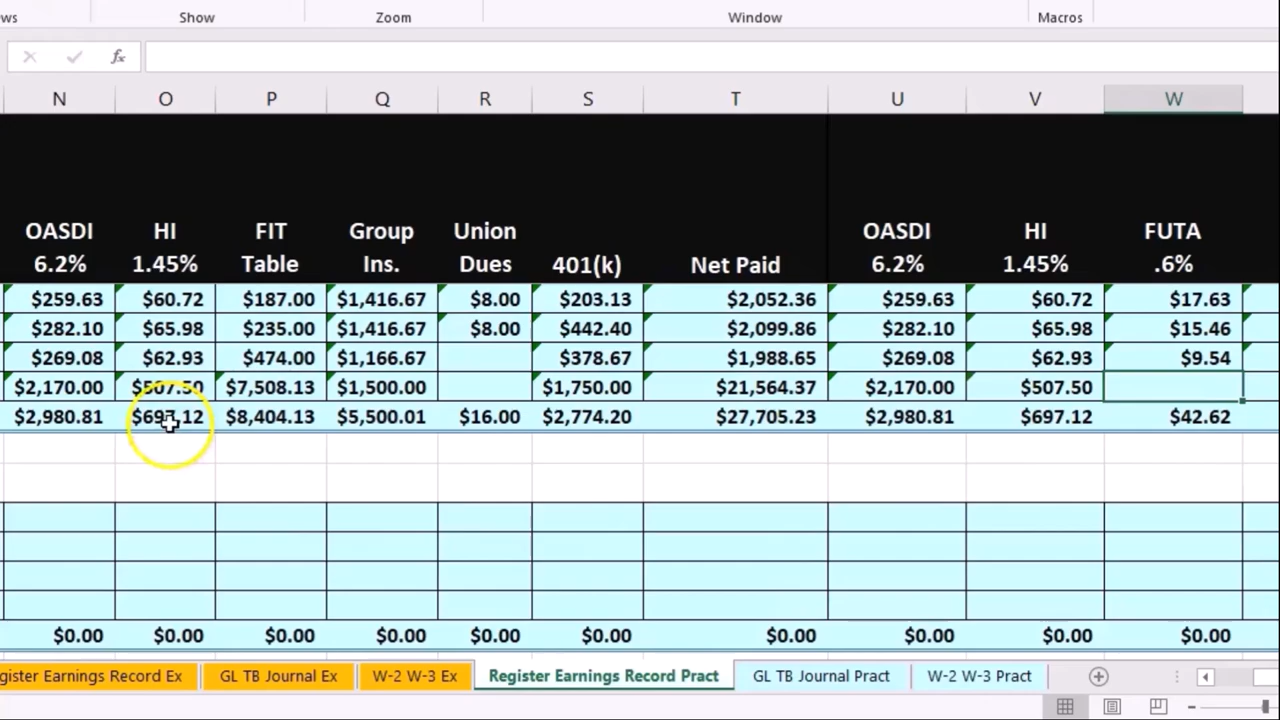 ws Show Zoom Window Macros
fx
N O P Q R S T U V W
OASDI HI FIT Group Union OASDI HI FUTA
6.2% 1.45% Table Ins. Dues 401(k) Net Paid 6.2% 1.45% .6%
$259.63 $60.72 $187.00 $1,416.67 $8.00 $203.13 $2,052.36 $259.63 $60.72 $17.63
$282.10 $65.98 $235.00 $1,416.67 $8.00 $442.40 $2,099.86 $282.10 $65.98 $15.46
$269.08 $62.93 $474.00 $1,166.67 $378.67 $1,988.65 $269.08 $62.93 $9.54
$2,170.00 $507.50 $7,508.13 $1,500.00 $1,750.00 $21,564.37 $2,170.00 $507.50
$2,980.81 $697.12 $8,404.13 $5,500.01 $16.00 $2,774.20 $27,705.23 $2,980.81 $697.12 $42.62
$0.00 $0.00 $0.00 $0.00 $0.00 $0.00 $0.00 $0.00 $0.00 $0.00
gister Earnings Record Ex GL TB Journal Ex W-2 W-3 Ex Register Earnings Record Pract GL TB Journal Pract W-2 W-3 Pract